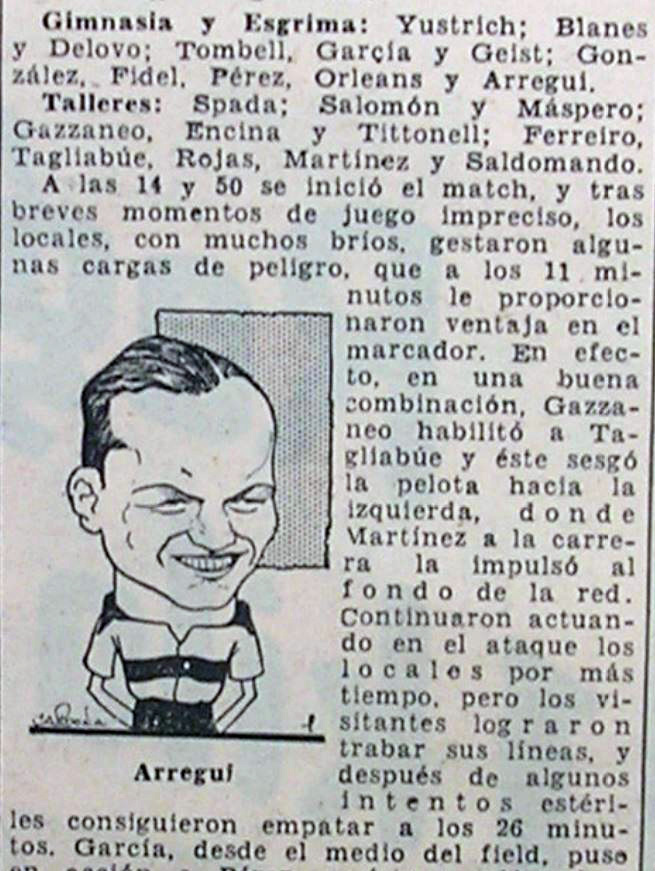 Gimnasia y Esgrima: Yustrich; Blanes
y Delovo; Tombell, García y Geist; Gon-
zález, Fidel, Pérez, Orleans y Arregui.
Talleres: Spada; Salomón y Máspero;
Gazzaneo, Encina y Tittonell; Ferreiro,
Tagliabúe, Rojas, Martínez y Saldomando.
A las 14 y 50 se inició el match, y tras
breves momentos de juego impreciso, los
locales, con muchos bríos, gestaron algu-
nas cargas de peligro, que a los 11 mi-
nutos le proporcio-
naron ventaja en el
marcador. En efec-
to, en una buena
combinación, Gazza-
neo habilitó a Ta-
gliabúe y éste sesgó
la pelota hacia la
izquierda, donde
Martínez a la carre-
ra la impulsó al
fondo de la red.
Continuaron actuan-
do en el ataque los
locales por más
tiempo, pero los vi-
sitantes lograron
trabar sus líneas, y
después de algunos
intentos estéri-
les consiguieron empatar a los 26 minu-
tos. García, desde el medio del field, puso
Arregui